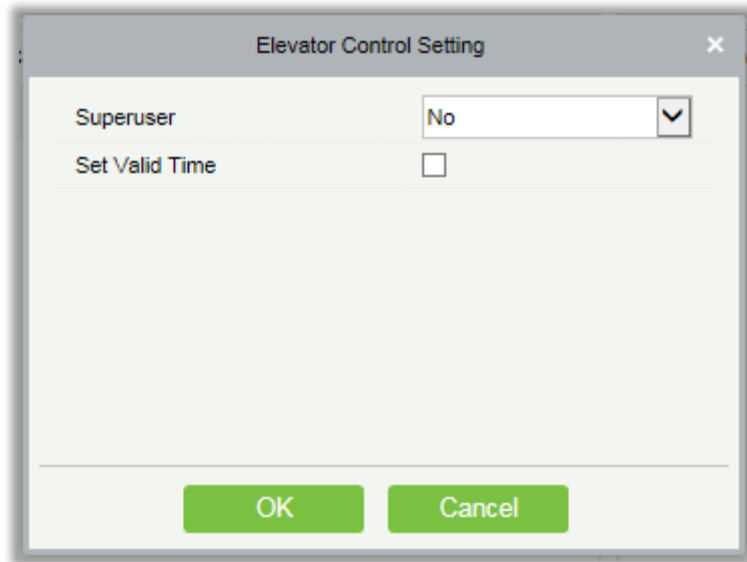 Elevator Control Setting
Superuser No
Set Valid Time
OK Cancel